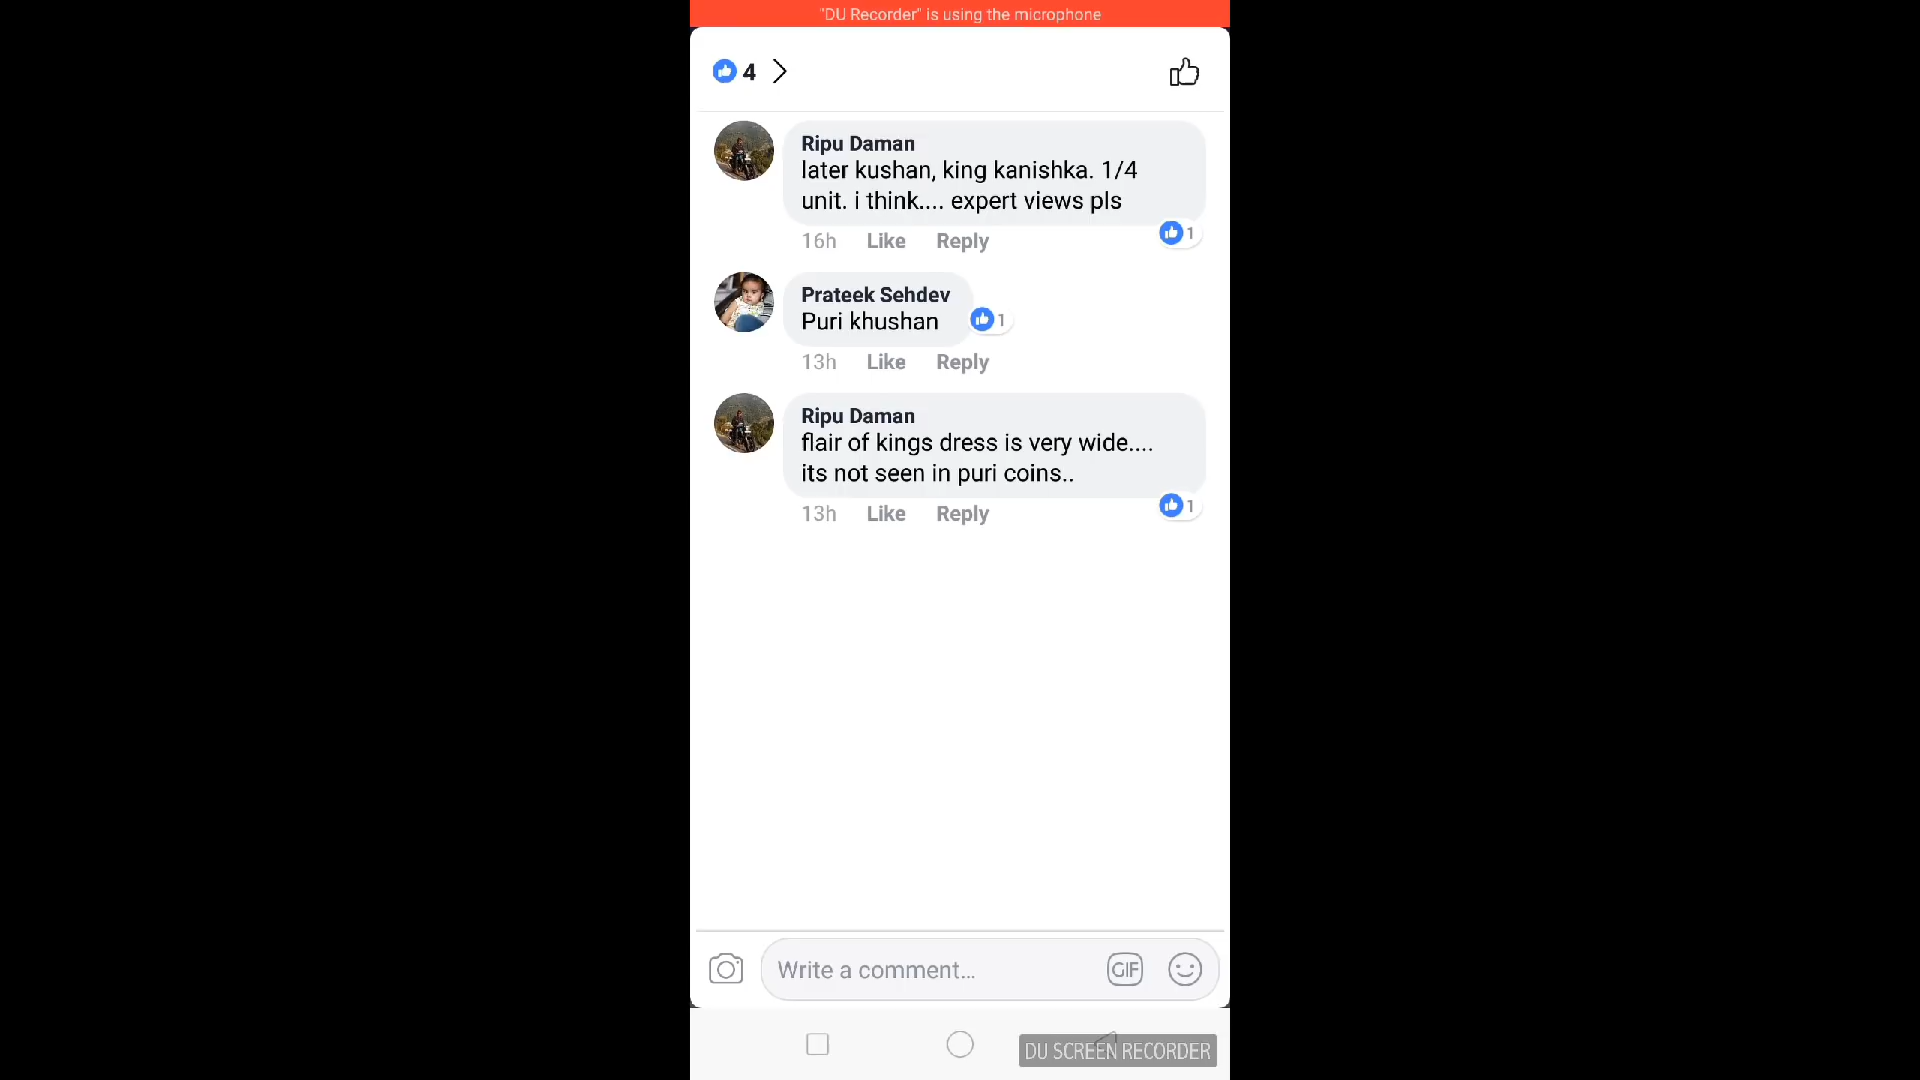 "DU Recorder" is using the microphone
4
Ripu Daman
later kushan, king kanishka. 1/4
unit. i think.... expert views pls
16h Like Reply 1
Prateek Sehdev
Puri khushan 1
13h Like Reply
Ripu Daman
flair of kings dress is very wide....
its not seen in puri coins..
13h Like Reply 1
Write a comment... GIF
DU SCREEN RECORDER